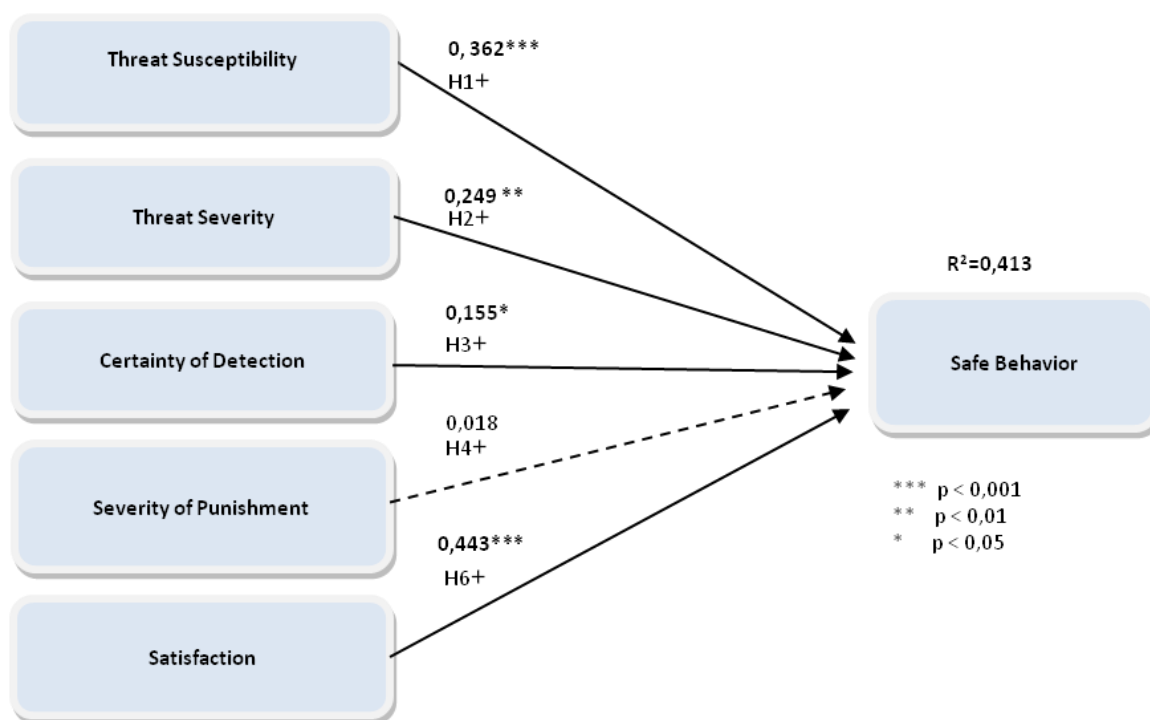 Threat Susceptibility
0, 362***
H1+
Threat Severity
0,249 **
H2+
R²=0,413
Certainty of Detection
0,155*
H3+
Safe Behavior
Severity of Punishment
0,018
H4+
*** p < 0,001
** p < 0,01
* p < 0,05
0,443***
H6+
Satisfaction